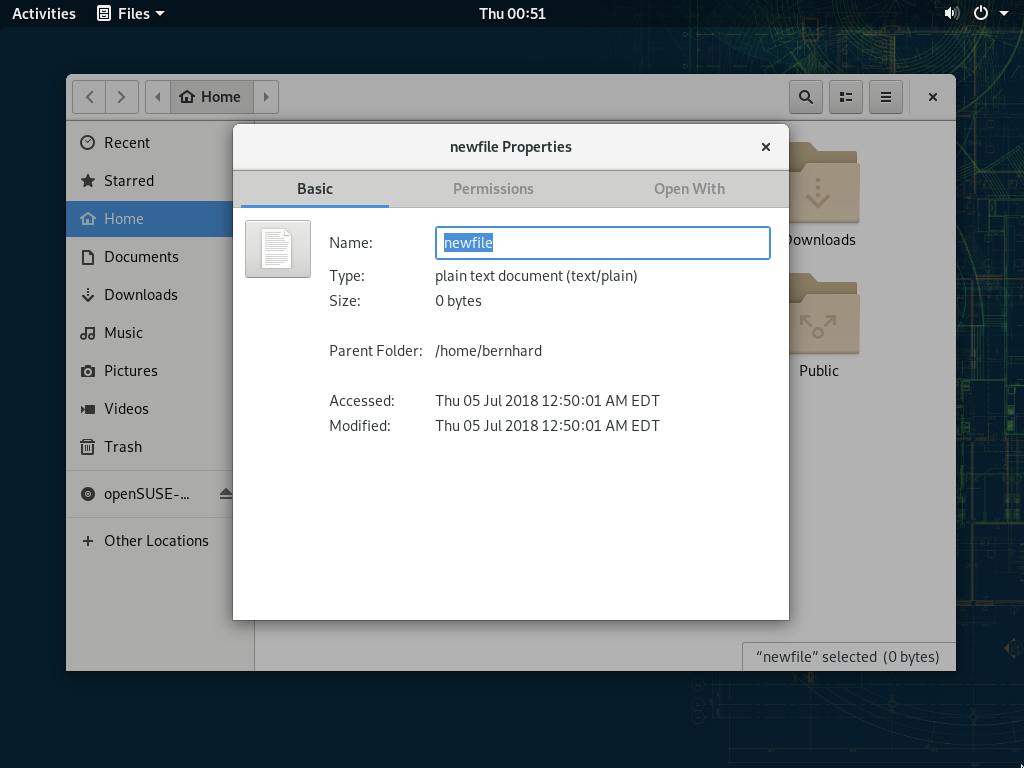 Activities
Files
Thu 00:51
Home
Recent
Starred
Home
Documents
Downloads
Music
Pictures
Videos
Trash
openSUSE-...
Other Locations
newfile Properties
Basic
Permissions
Open With
Name: newfile
Type: plain text document (text/plain)
Size: 0 bytes
Parent Folder: /home/bernhard
Accessed: Thu 05 Jul 2018 12:50:01 AM EDT
Modified: Thu 05 Jul 2018 12:50:01 AM EDT
Downloads
Public
“newfile” selected (0 bytes)